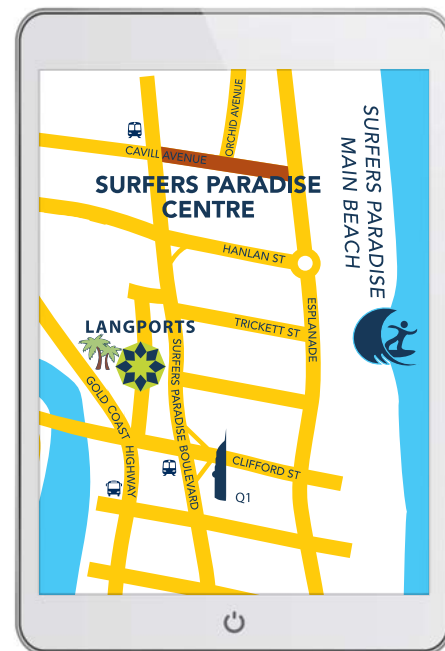 ORCHID AVENUE
CAVILL AVENUE
SURFERS PARADISE
CENTRE
SURFERS PARADISE
MAIN BEACH
HANLAN ST
ESPLANADE
TRICKETT ST
LANGPORTS
SURFERS PARADISE BOULEVARD
GOLD COAST HIGHWAY
CLIFFORD ST
Q1